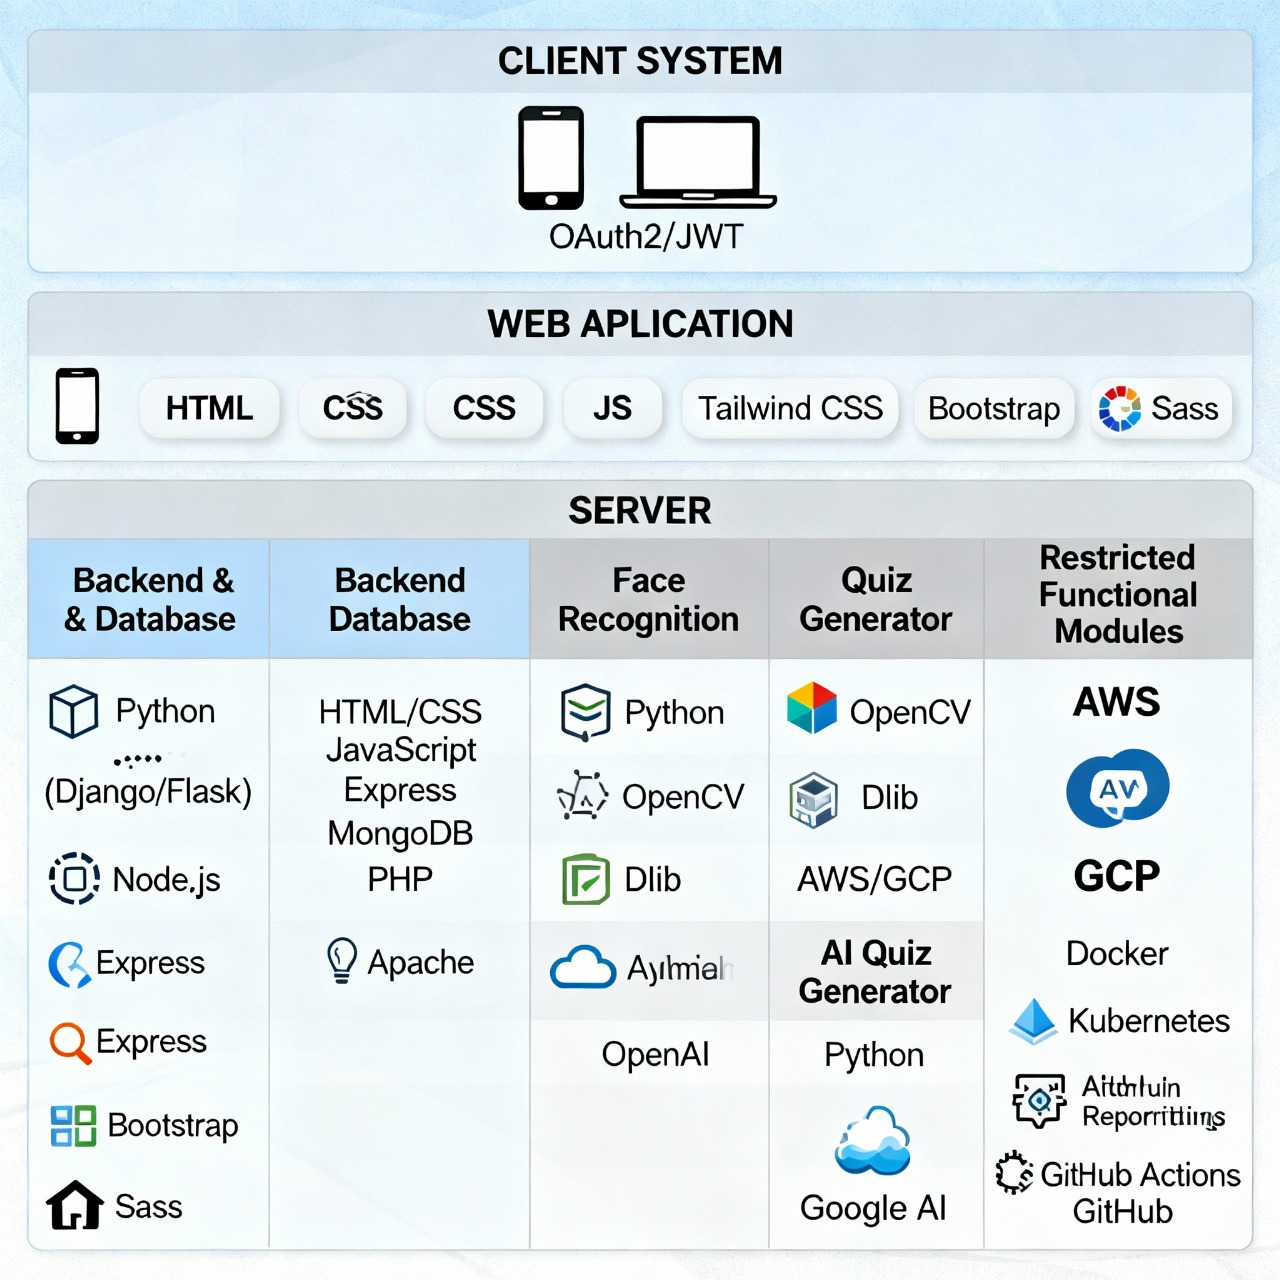 CLIENT SYSTEM
OAuth2/JWT
WEB APLICATION
HTML
CSS
CSS
JS
Tailwind CSS
Bootstrap
Sass
SERVER
Backend &
& Database
Python
(Django/Flask)
Node.js
Express
Express
Bootstrap
Sass
Backend
Database
HTML/CSS
JavaScript
Express
MongoDB
PHP
Apache
Face
Recognition
Python
OpenCV
Dlib
OpenAI
Quiz
Generator
OpenCV
Dlib
AWS/GCP
AI Quiz
Generator
Python
Google AI
Restricted
Functional
Modules
AWS
AV
GCP
Docker
Kubernetes
GitHub Actions
GitHub